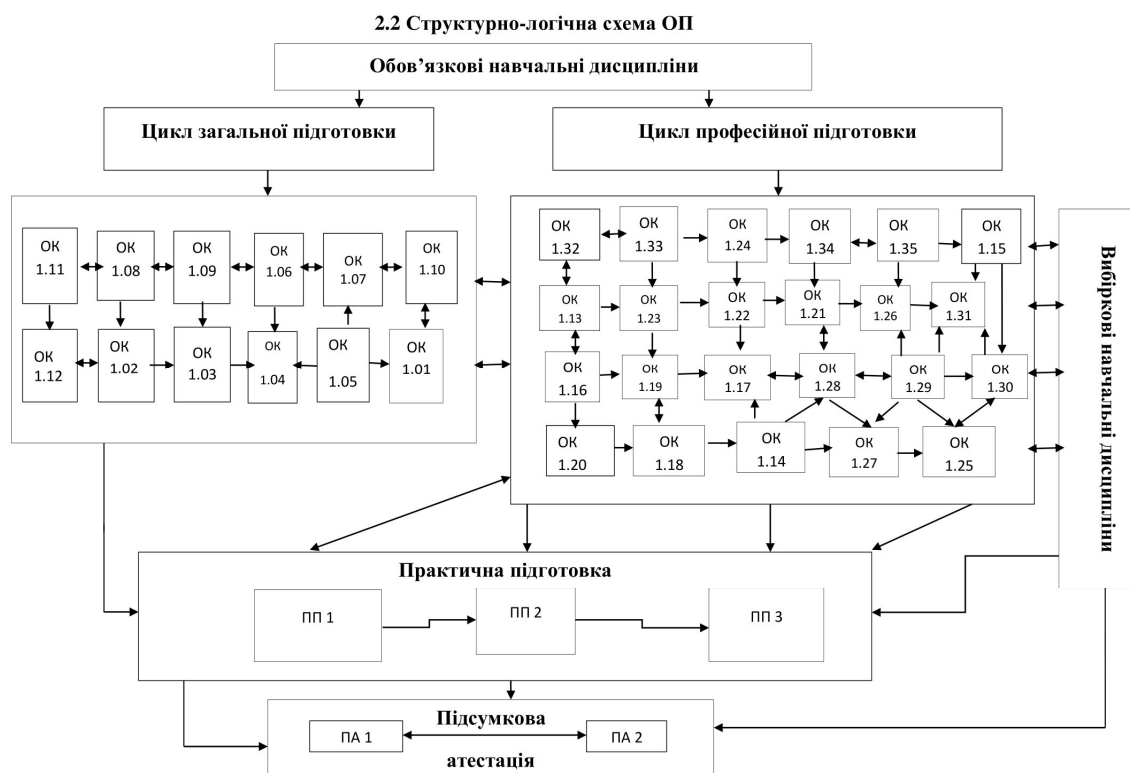 2.2 Структурно-логічна схема ОП
Обов’язкові навчальні дисципліни
Цикл загальної підготовки
Цикл професійної підготовки
ОК
1.11
ОК
1.08
ОК
1.09
ОК
1.06
ОК
1.07
ОК
1.10
ОК
1.12
ОК
1.02
ОК
1.03
ОК
1.04
ОК
1.05
ОК
1.01
ОК
1.32
ОК
1.33
ОК
1.24
ОК
1.34
ОК
1.35
ОК
1.15
ОК
1.13
ОК
1.23
ОК
1.22
ОК
1.21
ОК
1.26
ОК
1.31
ОК
1.16
ОК
1.19
ОК
1.17
ОК
1.28
ОК
1.29
ОК
1.30
ОК
1.20
ОК
1.18
ОК
1.14
ОК
1.27
ОК
1.25
Вибіркові навчальні дисципліни
Практична підготовка
ПП 1
ПП 2
ПП 3
Підсумкова
ПА 1
ПА 2
атестація